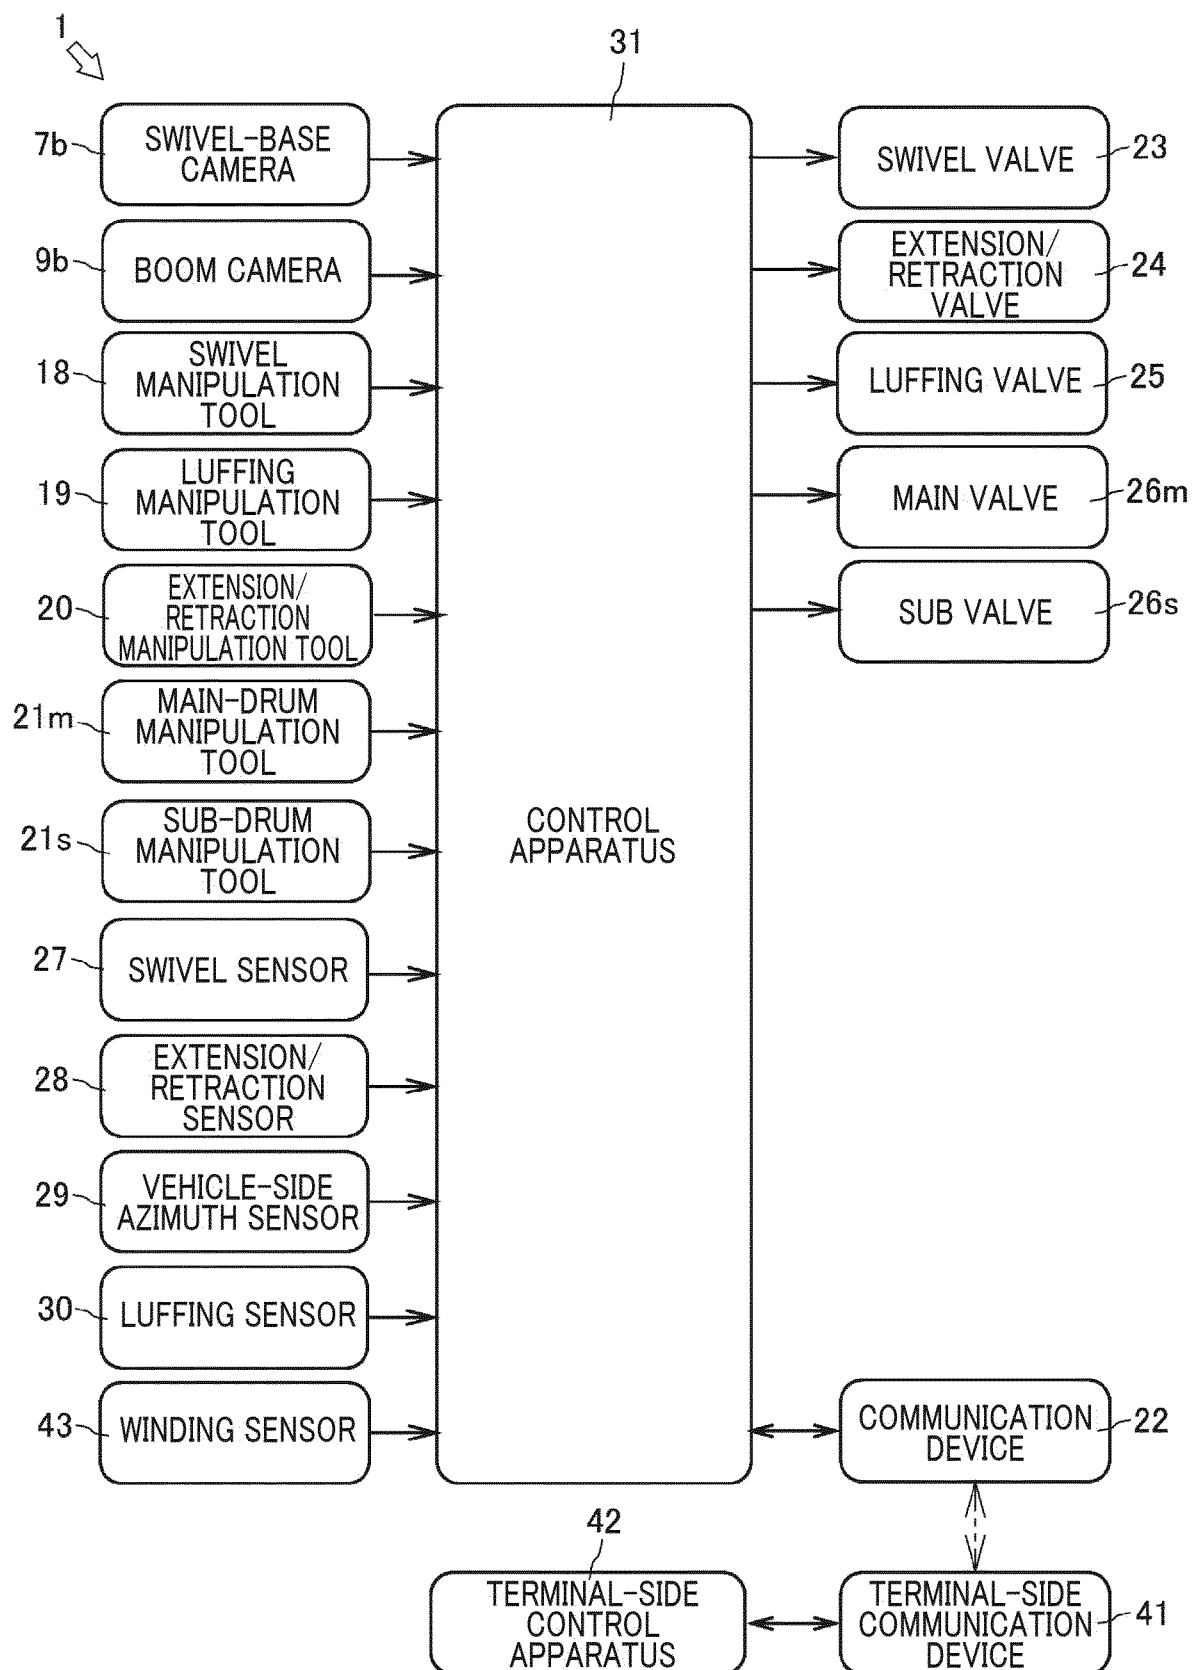 1
31
7b
SWIVEL-BASE
CAMERA
9b
BOOM CAMERA
18
SWIVEL
MANIPULATION
TOOL
19
LUFFING
MANIPULATION
TOOL
20
EXTENSION/
RETRACTION
MANIPULATION TOOL
21m
MAIN-DRUM
MANIPULATION
TOOL
21s
SUB-DRUM
MANIPULATION
TOOL
27
SWIVEL SENSOR
28
EXTENSION/
RETRACTION
SENSOR
29
VEHICLE-SIDE
AZIMUTH SENSOR
30
LUFFING SENSOR
43
WINDING SENSOR
CONTROL
APPARATUS
SWIVEL VALVE
23
EXTENSION/
RETRACTION
VALVE
24
LUFFING VALVE
25
MAIN VALVE
26m
SUB VALVE
26s
COMMUNICATION
DEVICE
22
42
TERMINAL-SIDE
CONTROL
APPARATUS
TERMINAL-SIDE
COMMUNICATION
DEVICE
41